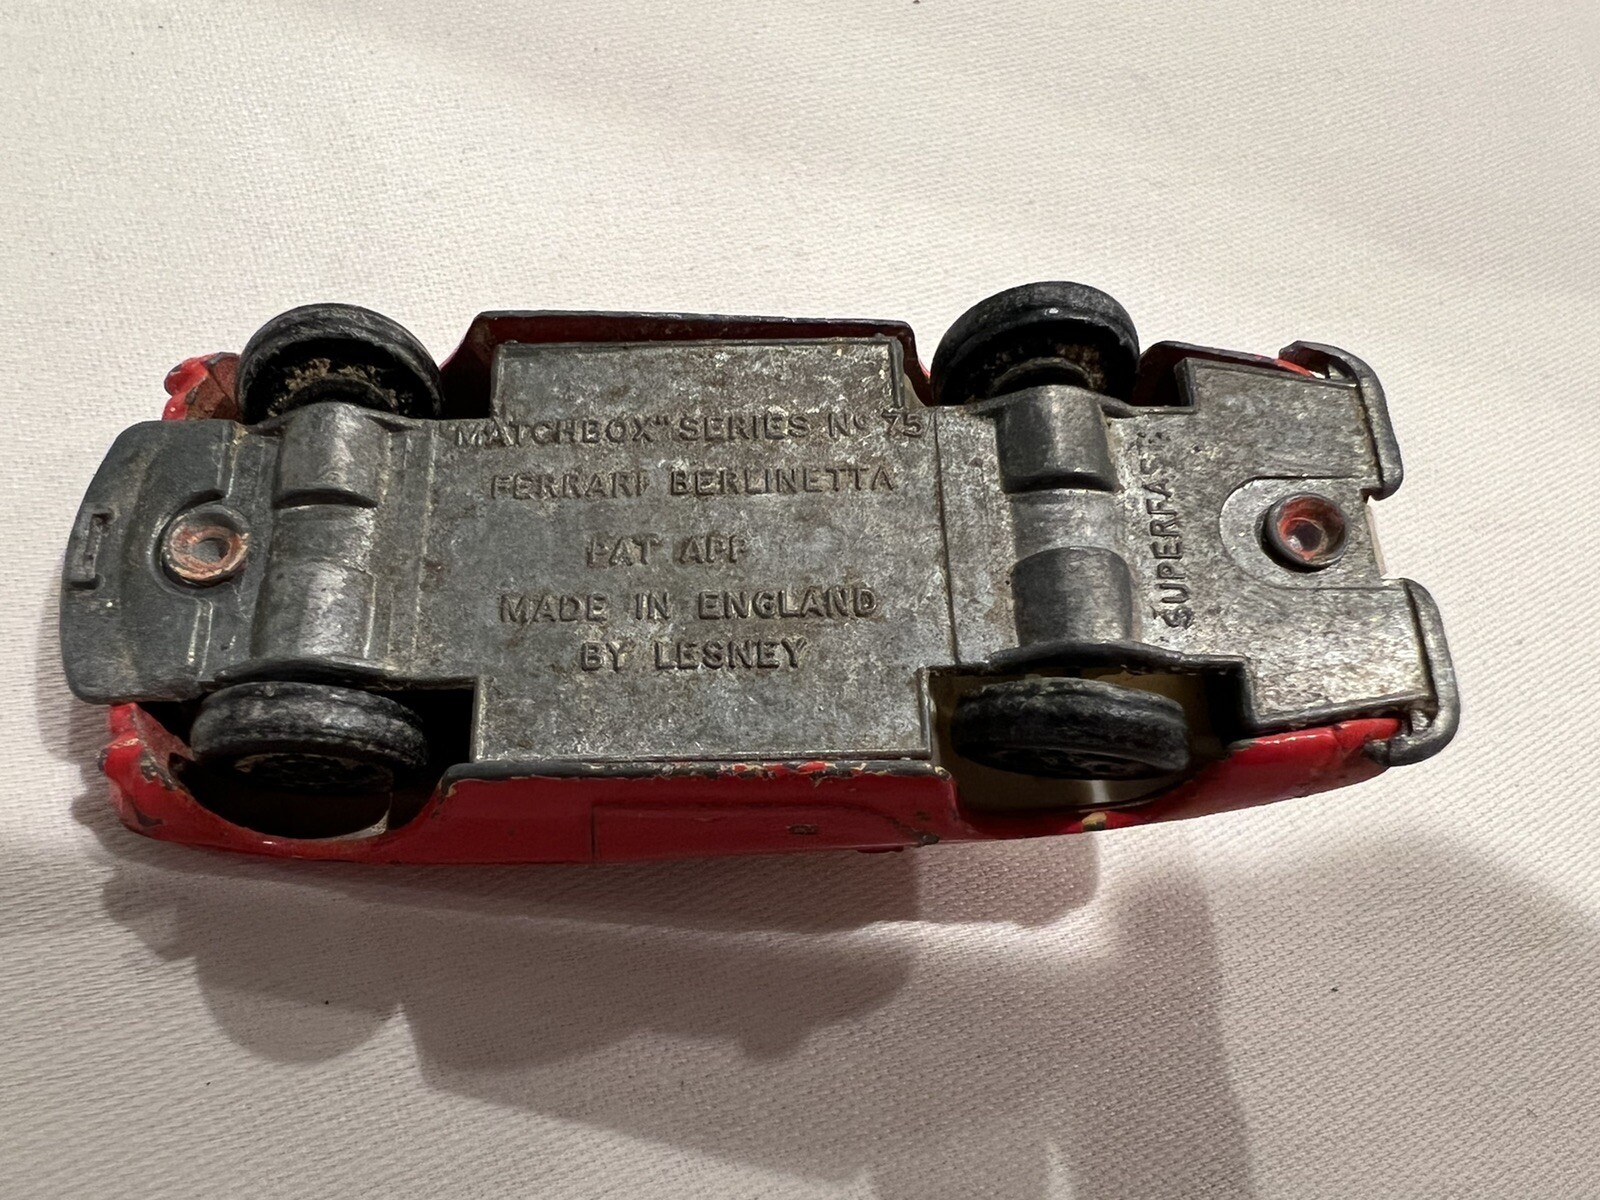 "MATCHBOX" SERIES No 75
FERRARI BERLINETTA
PAT APP
MADE IN ENGLAND
BY LESNEY
SUPERFAST